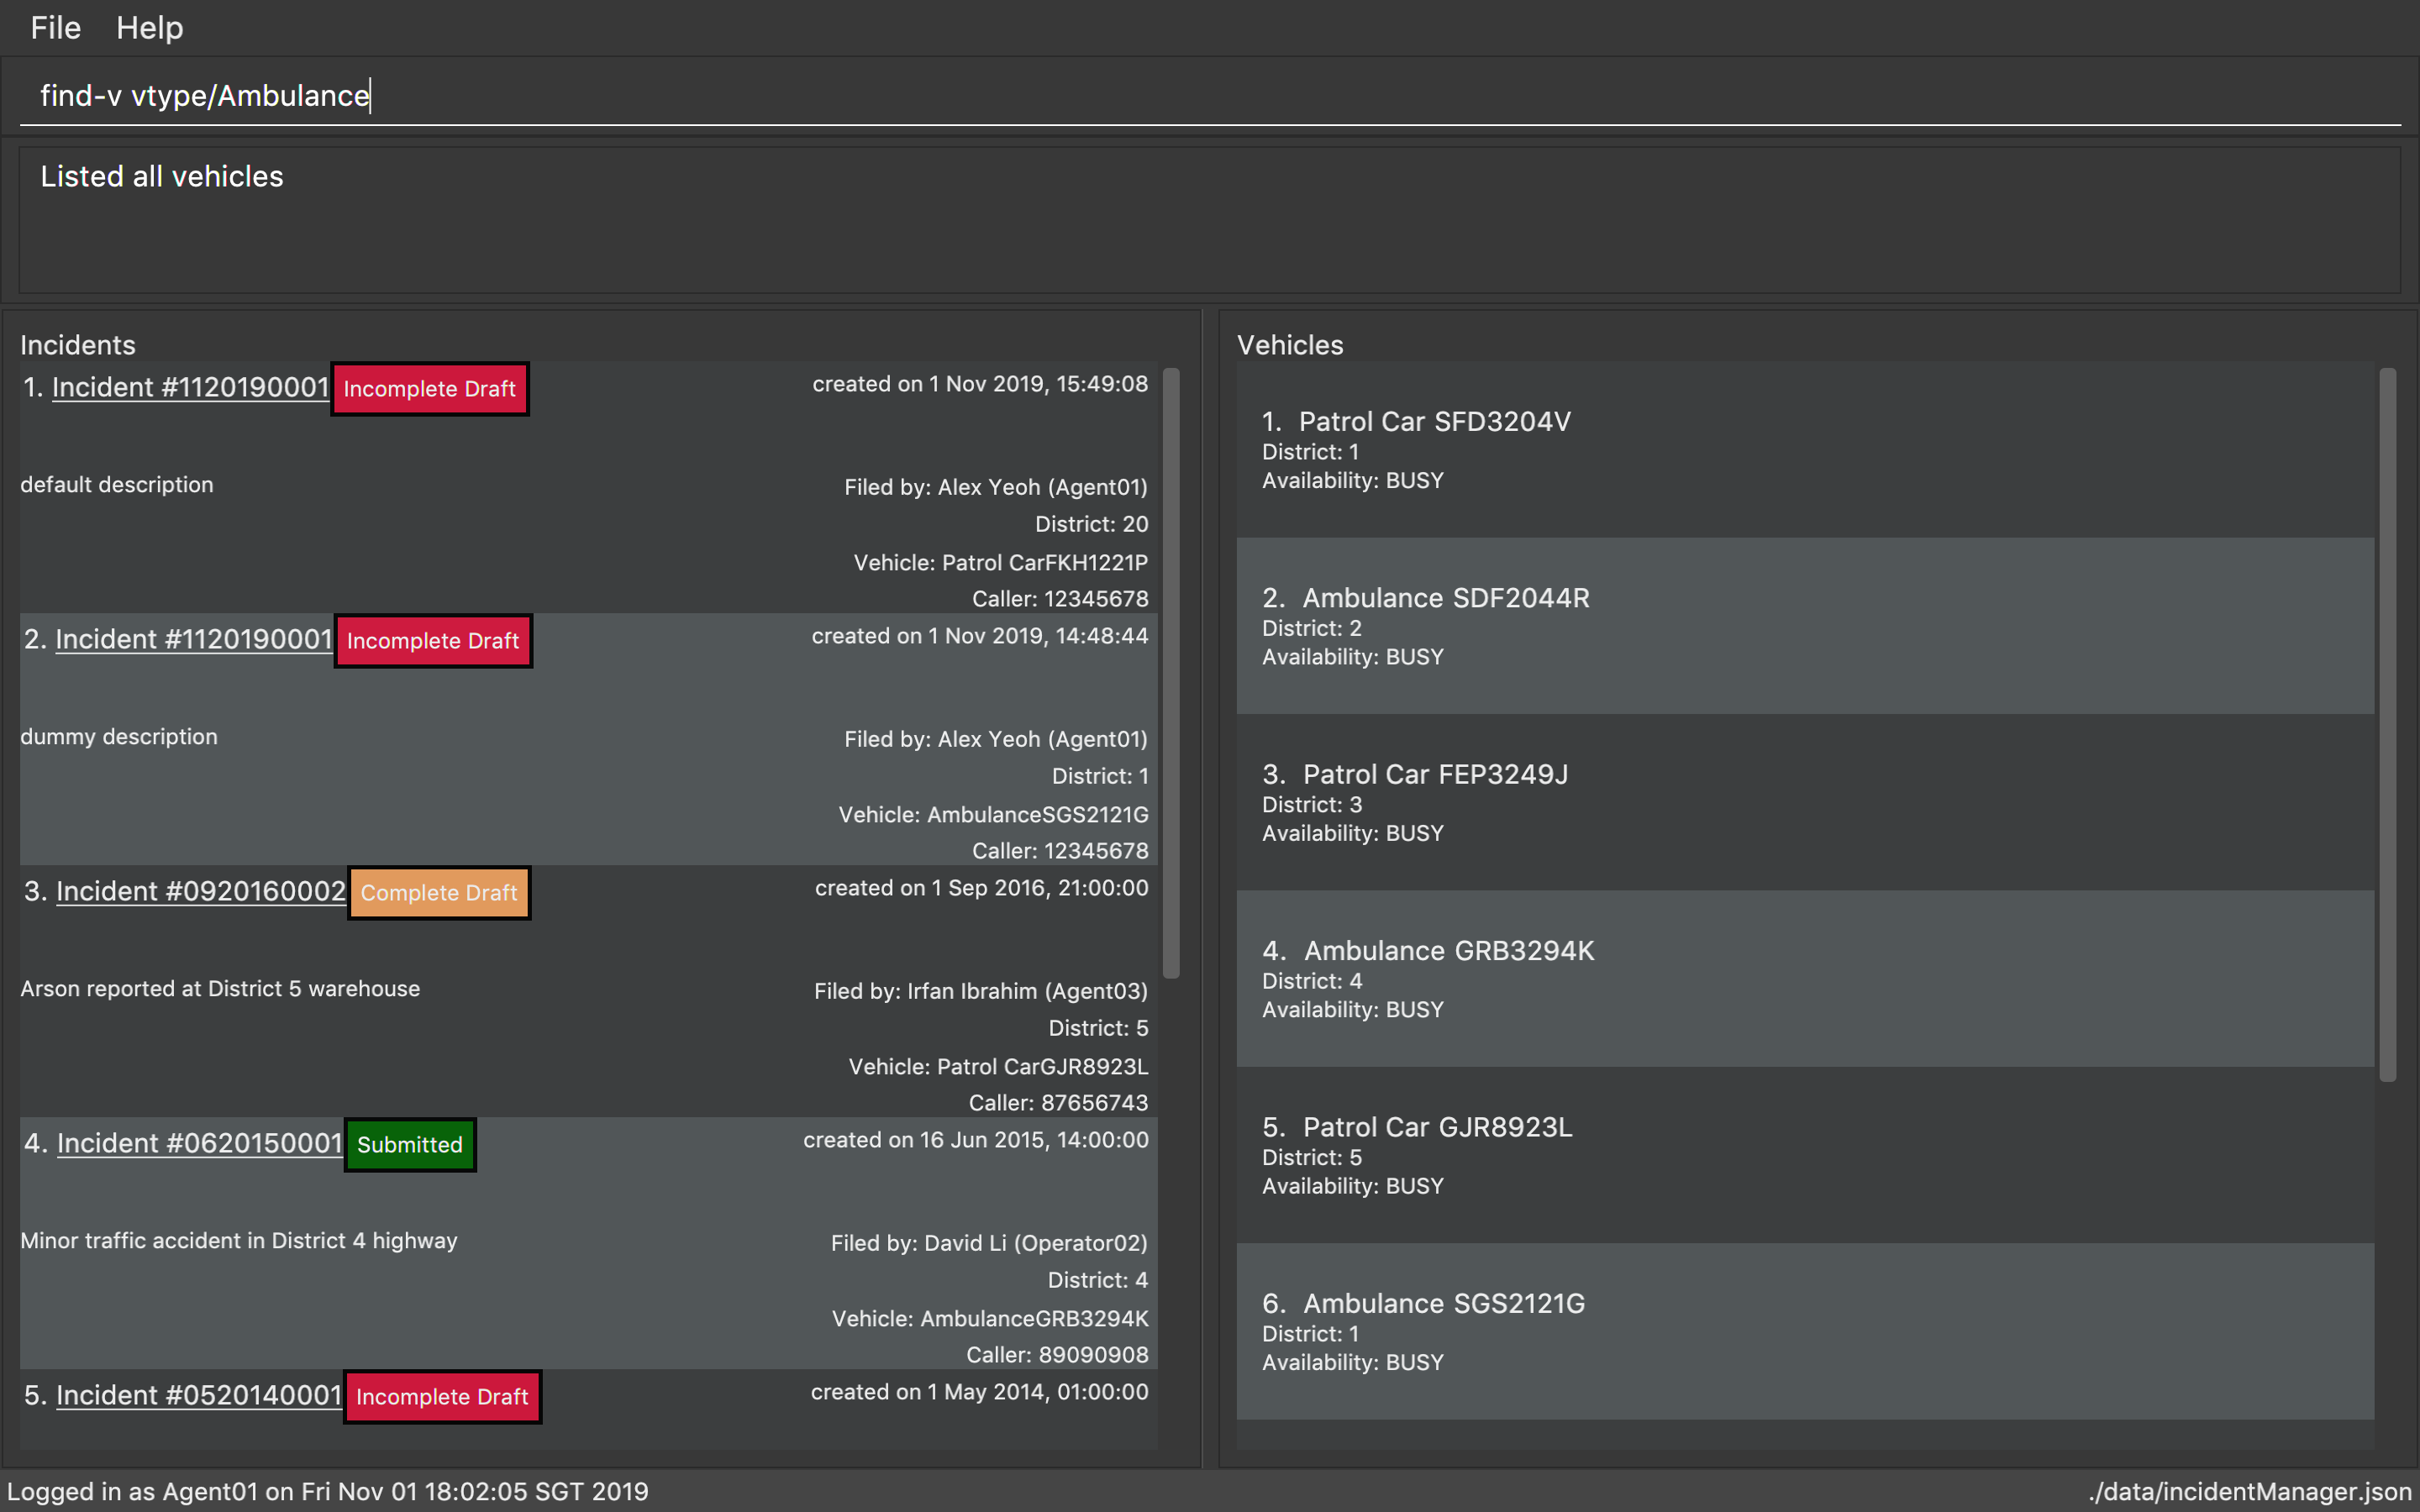 File Help
find-v vtype/Ambulance
Listed all vehicles
Incidents
1. Incident #1120190001 Incomplete Draft created on 1 Nov 2019, 15:49:08
default description Filed by: Alex Yeoh (Agent01)
District: 20
Vehicle: Patrol CarFKH1221P
Caller: 12345678
2. Incident #1120190001 Incomplete Draft created on 1 Nov 2019, 14:48:44
dummy description Filed by: Alex Yeoh (Agent01)
District: 1
Vehicle: AmbulanceSGS2121G
Caller: 12345678
3. Incident #0920160002 Complete Draft created on 1 Sep 2016, 21:00:00
Arson reported at District 5 warehouse Filed by: Irfan Ibrahim (Agent03)
District: 5
Vehicle: Patrol CarGJR8923L
Caller: 87656743
4. Incident #0620150001 Submitted created on 16 Jun 2015, 14:00:00
Minor traffic accident in District 4 highway Filed by: David Li (Operator02)
District: 4
Vehicle: AmbulanceGRB3294K
Caller: 89090908
5. Incident #0520140001 Incomplete Draft created on 1 May 2014, 01:00:00
Vehicles
1. Patrol Car SFD3204V
District: 1
Availability: BUSY
2. Ambulance SDF2044R
District: 2
Availability: BUSY
3. Patrol Car FEP3249J
District: 3
Availability: BUSY
4. Ambulance GRB3294K
District: 4
Availability: BUSY
5. Patrol Car GJR8923L
District: 5
Availability: BUSY
6. Ambulance SGS2121G
District: 1
Availability: BUSY
Logged in as Agent01 on Fri Nov 01 18:02:05 SGT 2019 ./data/incidentManager.json